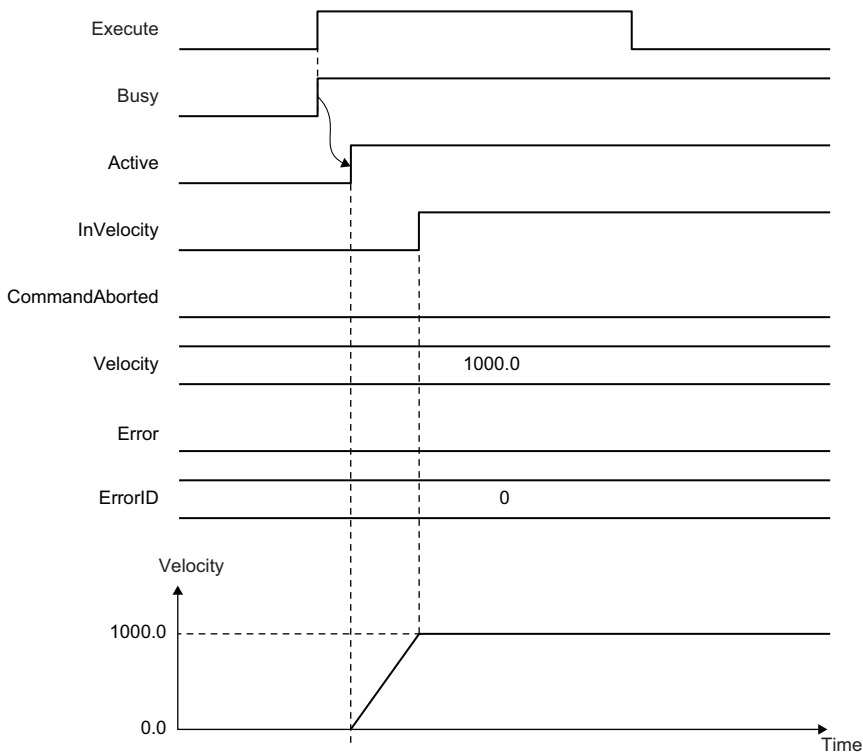 Execute
Busy
Active
InVelocity
CommandAborted
Velocity
1000.0
Error
ErrorID
0
Velocity
1000.0
0.0
Time